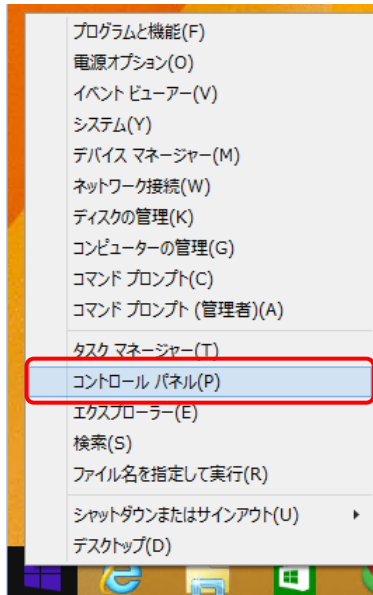 プログラムと機能(F)
電源オプション(O)
イベント ビューアー(V)
システム(Y)
デバイス マネージャー(M)
ネットワーク接続(W)
ディスクの管理(K)
コンピューターの管理(G)
コマンド プロンプト(C)
コマンド プロンプト (管理者)(A)
タスク マネージャー(T)
コントロール パネル(P)
エクスプローラー(E)
検索(S)
ファイル名を指定して実行(R)
シャットダウンまたはサインアウト(U)
デスクトップ(D)